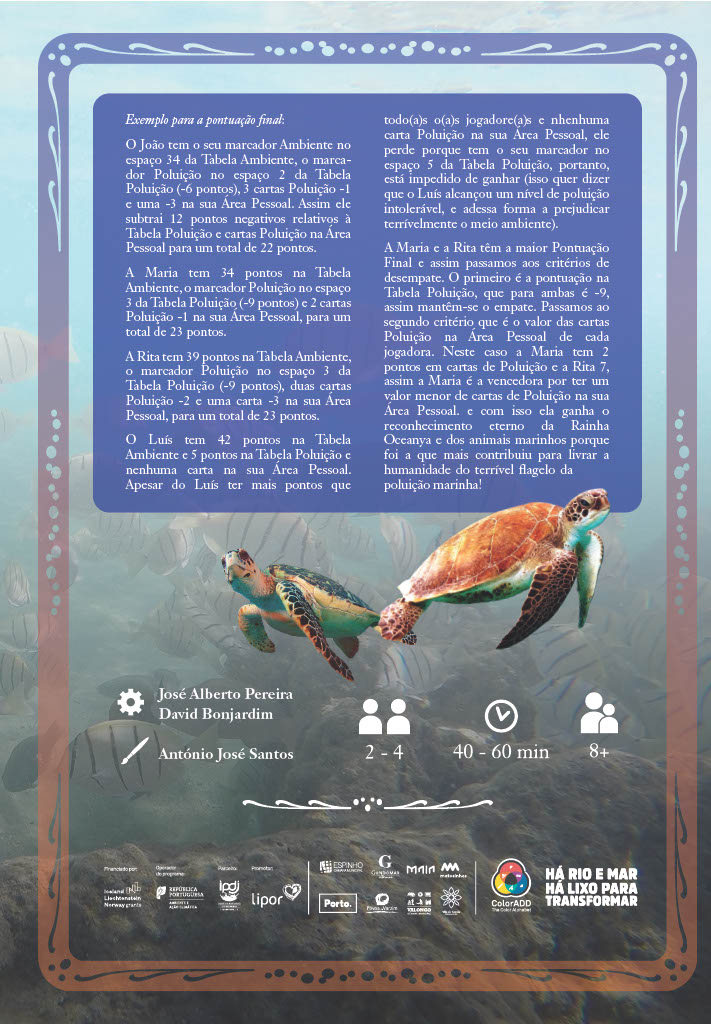 Exemplo para a pontuação final:
O João tem o seu marcador Ambiente no
espaço 34 da Tabela Ambiente, o marca-
dor Poluição no espaço 2 da Tabela
Poluição (-6 pontos), 3 cartas Poluição -1
e uma -3 na sua Área Pessoal. Assim ele
subtrai 12 pontos negativos relativos à
Tabela Poluição e cartas Poluição na Área
Pessoal para um total de 22 pontos.
A Maria tem 34 pontos na Tabela
Ambiente, o marcador Poluição no espaço
3 da Tabela Poluição (-9 pontos) e 2 cartas
Poluição -1 na sua Área Pessoal, para um
total de 23 pontos.
A Rita tem 39 pontos na Tabela Ambiente,
o marcador Poluição no espaço 3 da
Tabela Poluição (-9 pontos), duas cartas
Poluição -2 e uma carta -3 na sua Área
Pessoal, para um total de 23 pontos.
O Luís tem 42 pontos na Tabela
Ambiente e 5 pontos na Tabela Poluição e
nenhuma carta na sua Área Pessoal.
Apesar do Luís ter mais pontos que
todo(a)s o(a)s jogadore(a)s e nhenhuma
carta Poluição na sua Área Pessoal, ele
perde porque tem o seu marcador no
espaço 5 da Tabela Poluição, portanto,
está impedido de ganhar (isso quer dizer
que o Luís alcançou um nível de poluição
intolerável, e adessa forma a prejudicar
terrívelmente o meio ambiente).
A Maria e a Rita têm a maior Pontuação
Final e assim passamos aos critérios de
desempate. O primeiro é a pontuação na
Tabela Poluição, que para ambas é -9,
assim mantêm-se o empate. Passamos ao
segundo critério que é o valor das cartas
Poluição na Área Pessoal de cada
jogadora. Neste caso a Maria tem 2
pontos em cartas de Poluição e a Rita 7,
assim a Maria é a vencedora por ter um
valor menor de cartas de Poluição na sua
Área Pessoal. e com isso ela ganha o
reconhecimento eterno da Rainha
Oceanya e dos animais marinhos porque
foi a que mais contribuiu para livrar a
humanidade do terrível flagelo da
poluição marinha!
José Alberto Pereira
David Bonjardim
António José Santos
2 - 4
40 - 60 min
8+
Financiado por:
Iceland
Liechtenstein
Norway grants
Operador
do programa:
REPÚBLICA
PORTUGUESA
AMBIENTE E
AÇÃO CLIMÁTICA
Parceiro:
Promotor:
lipor
ESPINHO
CÂMARA MUNICIPAL
G
GONDOMAR
maia
matosinhos
Porto.
Póvoa de Varzim
VALONGO
ColorADD
The Color Alphabet
HÁ RIO E MAR
HÁ LIXO PARA
TRANSFORMAR